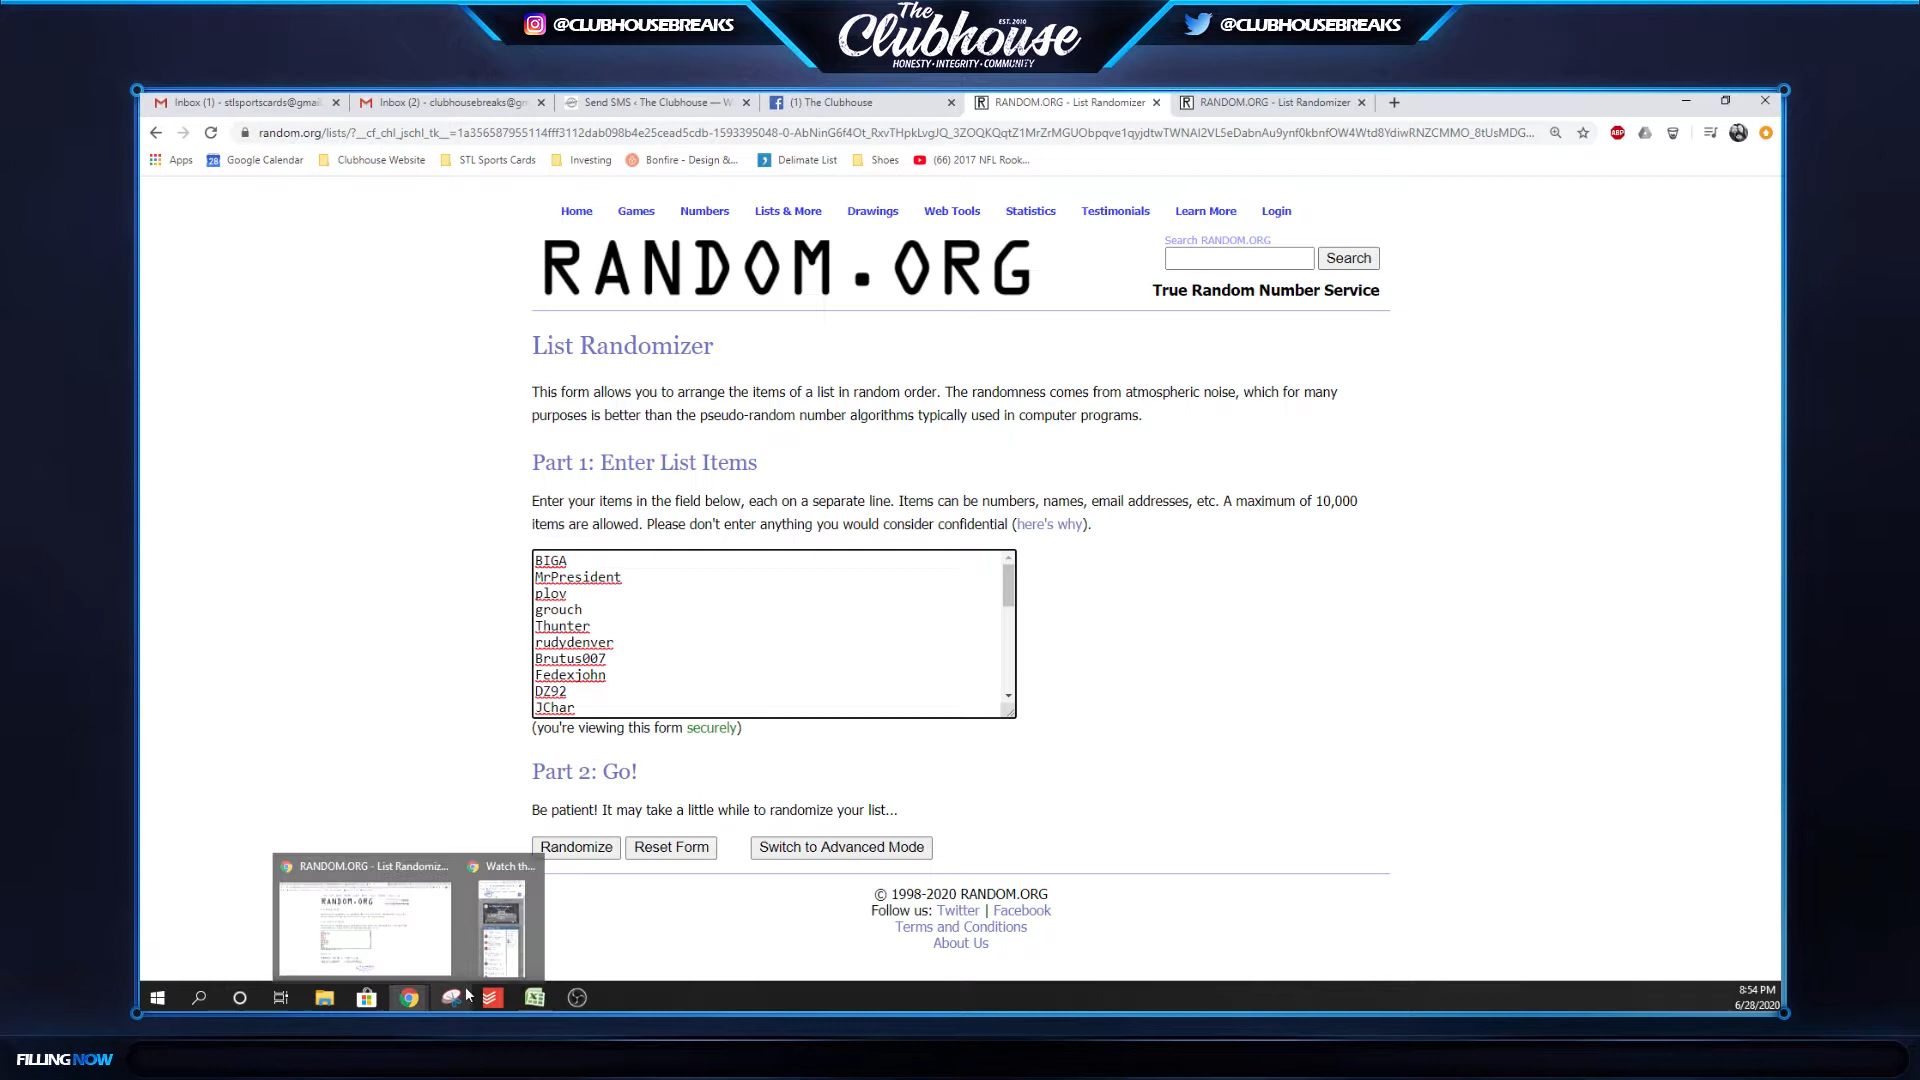 @CLUBHOUSEBREAKS
The
EST. 2010
Clubhouse
HONESTY • INTEGRITY • COMMUNITY
@CLUBHOUSEBREAKS
Inbox (1) - stlsportscards@gmail
Inbox (2) - clubhousebreaks@gm
Send SMS ‹ The Clubhouse — W
(1) The Clubhouse
RANDOM.ORG - List Randomizer
RANDOM.ORG - List Randomizer
Apps
Google Calendar
Clubhouse Website
STL Sports Cards
Investing
Bonfire - Design &...
Delimate List
Shoes
(66) 2017 NFL Rook...
Home
Games
Numbers
Lists & More
Drawings
Web Tools
Statistics
Testimonials
Learn More
Login
RANDOM.ORG
Search RANDOM.ORG
Search
True Random Number Service
List Randomizer
This form allows you to arrange the items of a list in random order. The randomness comes from atmospheric noise, which for many
purposes is better than the pseudo-random number algorithms typically used in computer programs.
Part 1: Enter List Items
Enter your items in the field below, each on a separate line. Items can be numbers, names, email addresses, etc. A maximum of 10,000
items are allowed. Please don't enter anything you would consider confidential (here's why).
BIGA
MrPresident
plov
grouch
Thunter
rudydenver
Brutus007
Fedexjohn
DZ92
JChar
(you're viewing this form securely)
Part 2: Go!
Be patient! It may take a little while to randomize your list...
Randomize
Reset Form
Switch to Advanced Mode
RANDOM.ORG - List Randomiz...
Watch th...
© 1998-2020 RANDOM.ORG
Follow us: Twitter | Facebook
Terms and Conditions
About Us
8:54 PM
6/28/2020
FILLING NOW